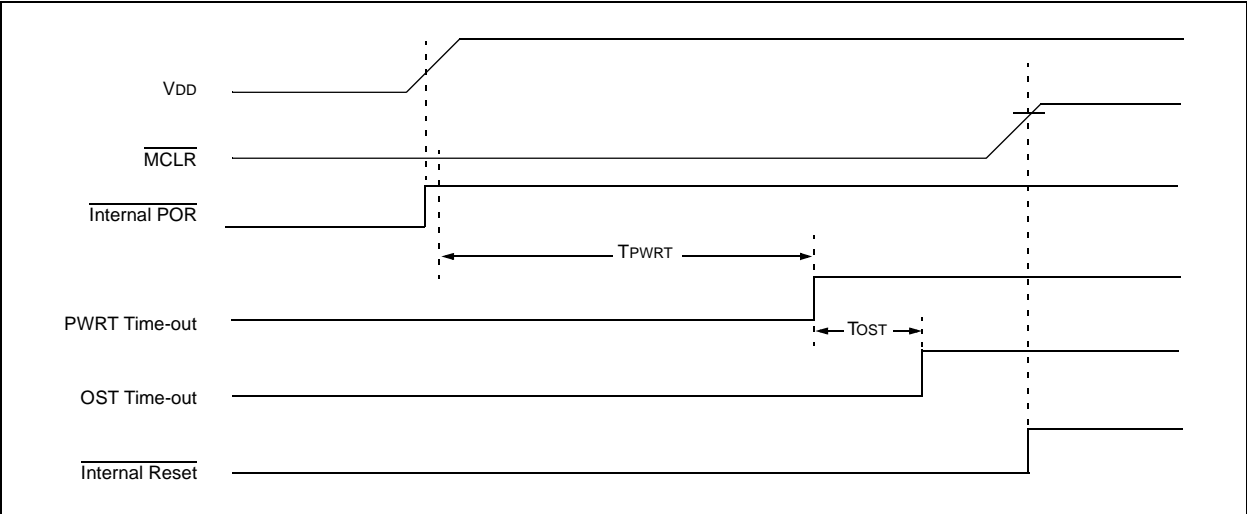 VDD
MCLR
Internal POR
TPWRT
PWRT Time-out
TOST
OST Time-out
Internal Reset